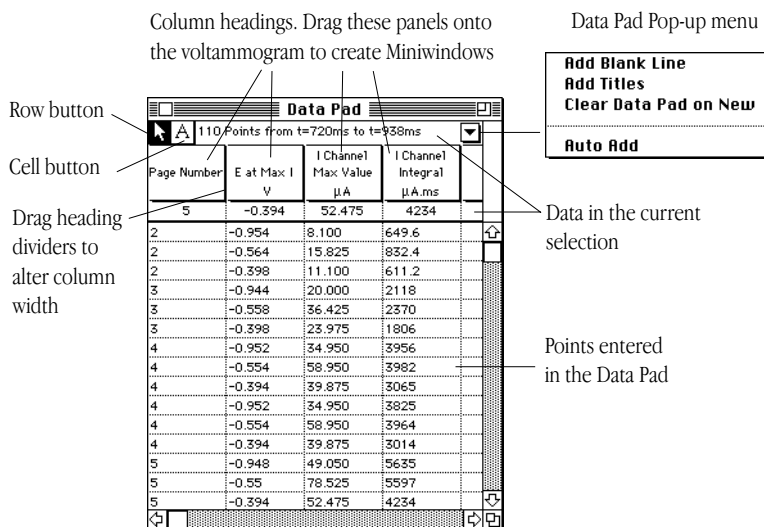 Column headings. Drag these panels onto
the voltammogram to create Miniwindows
Data Pad Pop-up menu
Add Blank Line
Add Titles
Clear Data Pad on New
Auto Add
Row button
Cell button
Drag heading
dividers to
alter column
width
Data Pad
A 110 Points from t=720ms to t=938ms
Page Number
E at Max I
V
I Channel
Max Value
µA
I Channel
Integral
µA.ms
5 -0.394 52.475 4234
2 -0.954 8.100 649.6
2 -0.564 15.825 832.4
2 -0.398 11.100 611.2
3 -0.944 20.000 2118
3 -0.558 36.425 2370
3 -0.398 23.975 1806
4 -0.952 34.950 3956
4 -0.554 58.950 3982
4 -0.394 39.875 3065
4 -0.952 34.950 3825
4 -0.554 58.950 3964
4 -0.394 39.875 3014
5 -0.948 49.050 5635
5 -0.55 78.525 5597
5 -0.394 52.475 4234
Data in the current
selection
Points entered
in the Data Pad